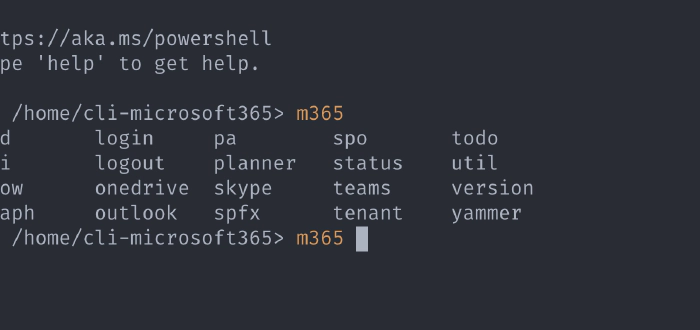 tps://aka.ms/powershell
pe 'help' to get help.
/home/cli-microsoft365> m365
d login pa spo todo
i logout planner status util
ow onedrive skype teams version
aph outlook spfx tenant yammer
/home/cli-microsoft365> m365